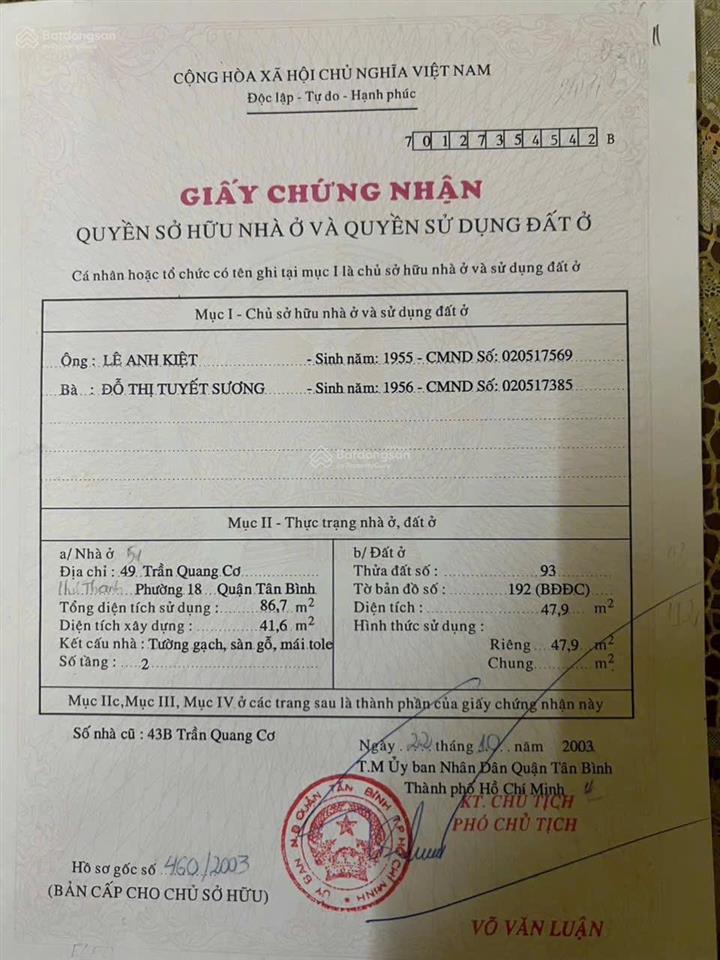 Batdongsan
CỘNG HÒA XÃ HỘI CHỦ NGHĨA VIỆT NAM
Độc lập - Tự do - Hạnh phúc
70127354542 B
GIẤY CHỨNG NHẬN
QUYỀN SỞ HỮU NHÀ Ở VÀ QUYỀN SỬ DỤNG ĐẤT Ở
Cá nhân hoặc tổ chức có tên ghi tại mục I là chủ sở hữu nhà ở và sử dụng đất ở
Mục I - Chủ sở hữu nhà ở và sử dụng đất ở
Ông : LÊ ANH KIỆT - Sinh năm: 1955 - CMND Số: 020517569
Bà : ĐỖ THỊ TUYẾT SƯƠNG - Sinh năm: 1956 - CMND Số: 020517385
Batdongsan
Mục II - Thực trạng nhà ở, đất ở
a/ Nhà ở 51
Địa chỉ : 49 Trần Quang Cơ
Phường 18 Quận Tân Bình
Tổng diện tích sử dụng : 86,7 m2
Diện tích xây dựng : 41,6 m2
Kết cấu nhà : Tường gạch, sàn gỗ, mái tole
Số tầng : 2
b/ Đất ở
Thửa đất số : 93
Tờ bản đồ số : 192 (BĐĐC)
Diện tích : 47,9 m2
Hình thức sử dụng :
Riêng 47,9 m2
Chung m2
Mục IIc,Mục III, Mục IV ở các trang sau là thành phần của giấy chứng nhận này
Số nhà cũ : 43B Trần Quang Cơ
Ngày 22 tháng 10 năm 2003
T.M Ủy ban Nhân Dân Quận Tân Bình
Thành phố Hồ Chí Minh
KT. CHỦ TỊCH
PHÓ CHỦ TỊCH
ỦY BAN N.D QUẬN TÂN BÌNH T.P HỒ CHÍ MINH
Hồ sơ gốc số 460/2003
(BẢN CẤP CHO CHỦ SỞ HỮU)
VÕ VĂN LUẬN